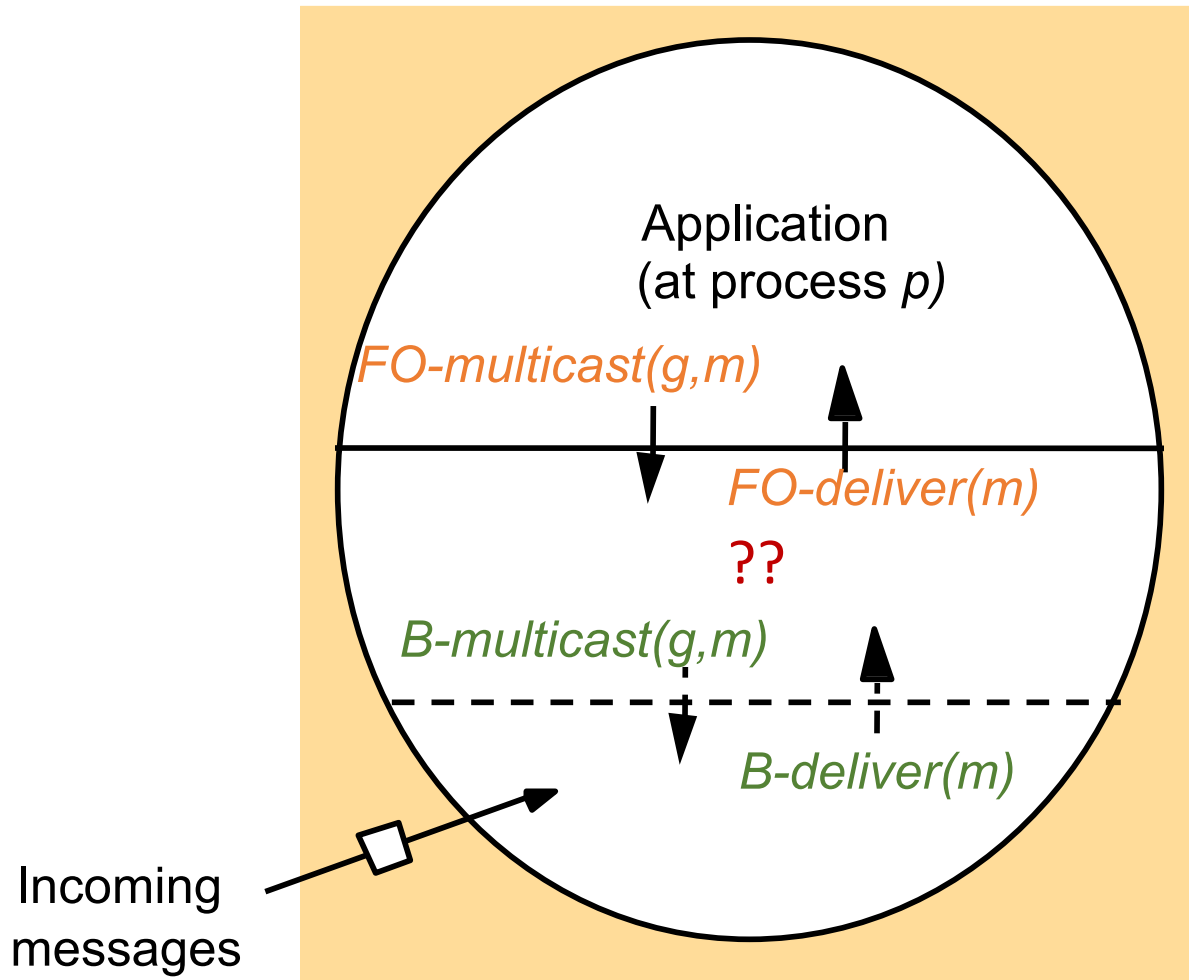 Application
(at process p)
FO-multicast(g,m)
FO-deliver(m)
??
B-multicast(g,m)
B-deliver(m)
Incoming
messages